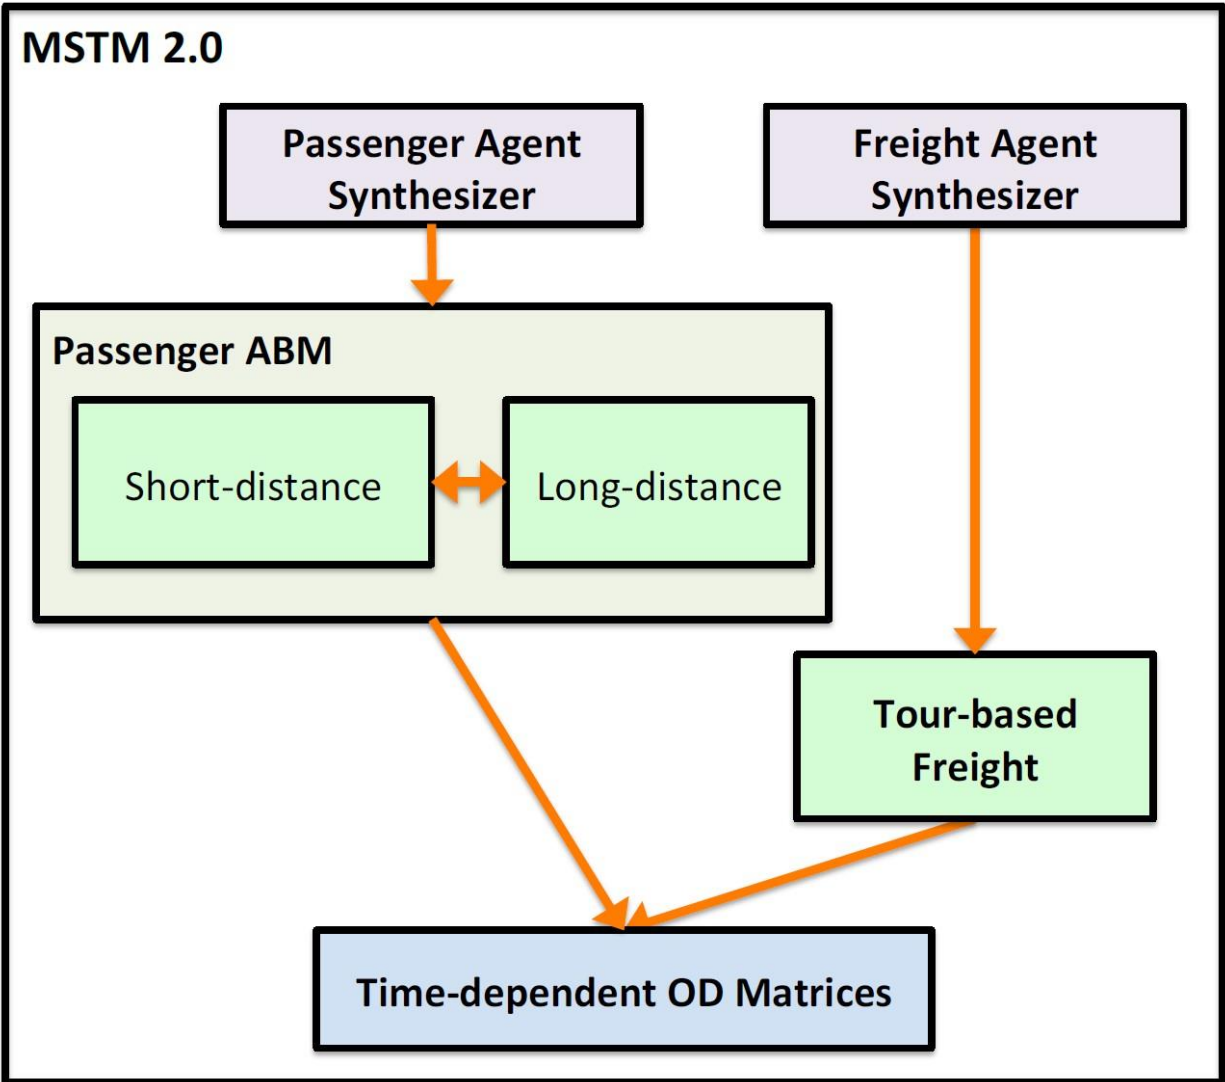 MSTM 2.0
Passenger Agent
Synthesizer
Freight Agent
Synthesizer
Passenger ABM
Short-distance
Long-distance
Tour-based
Freight
Time-dependent OD Matrices